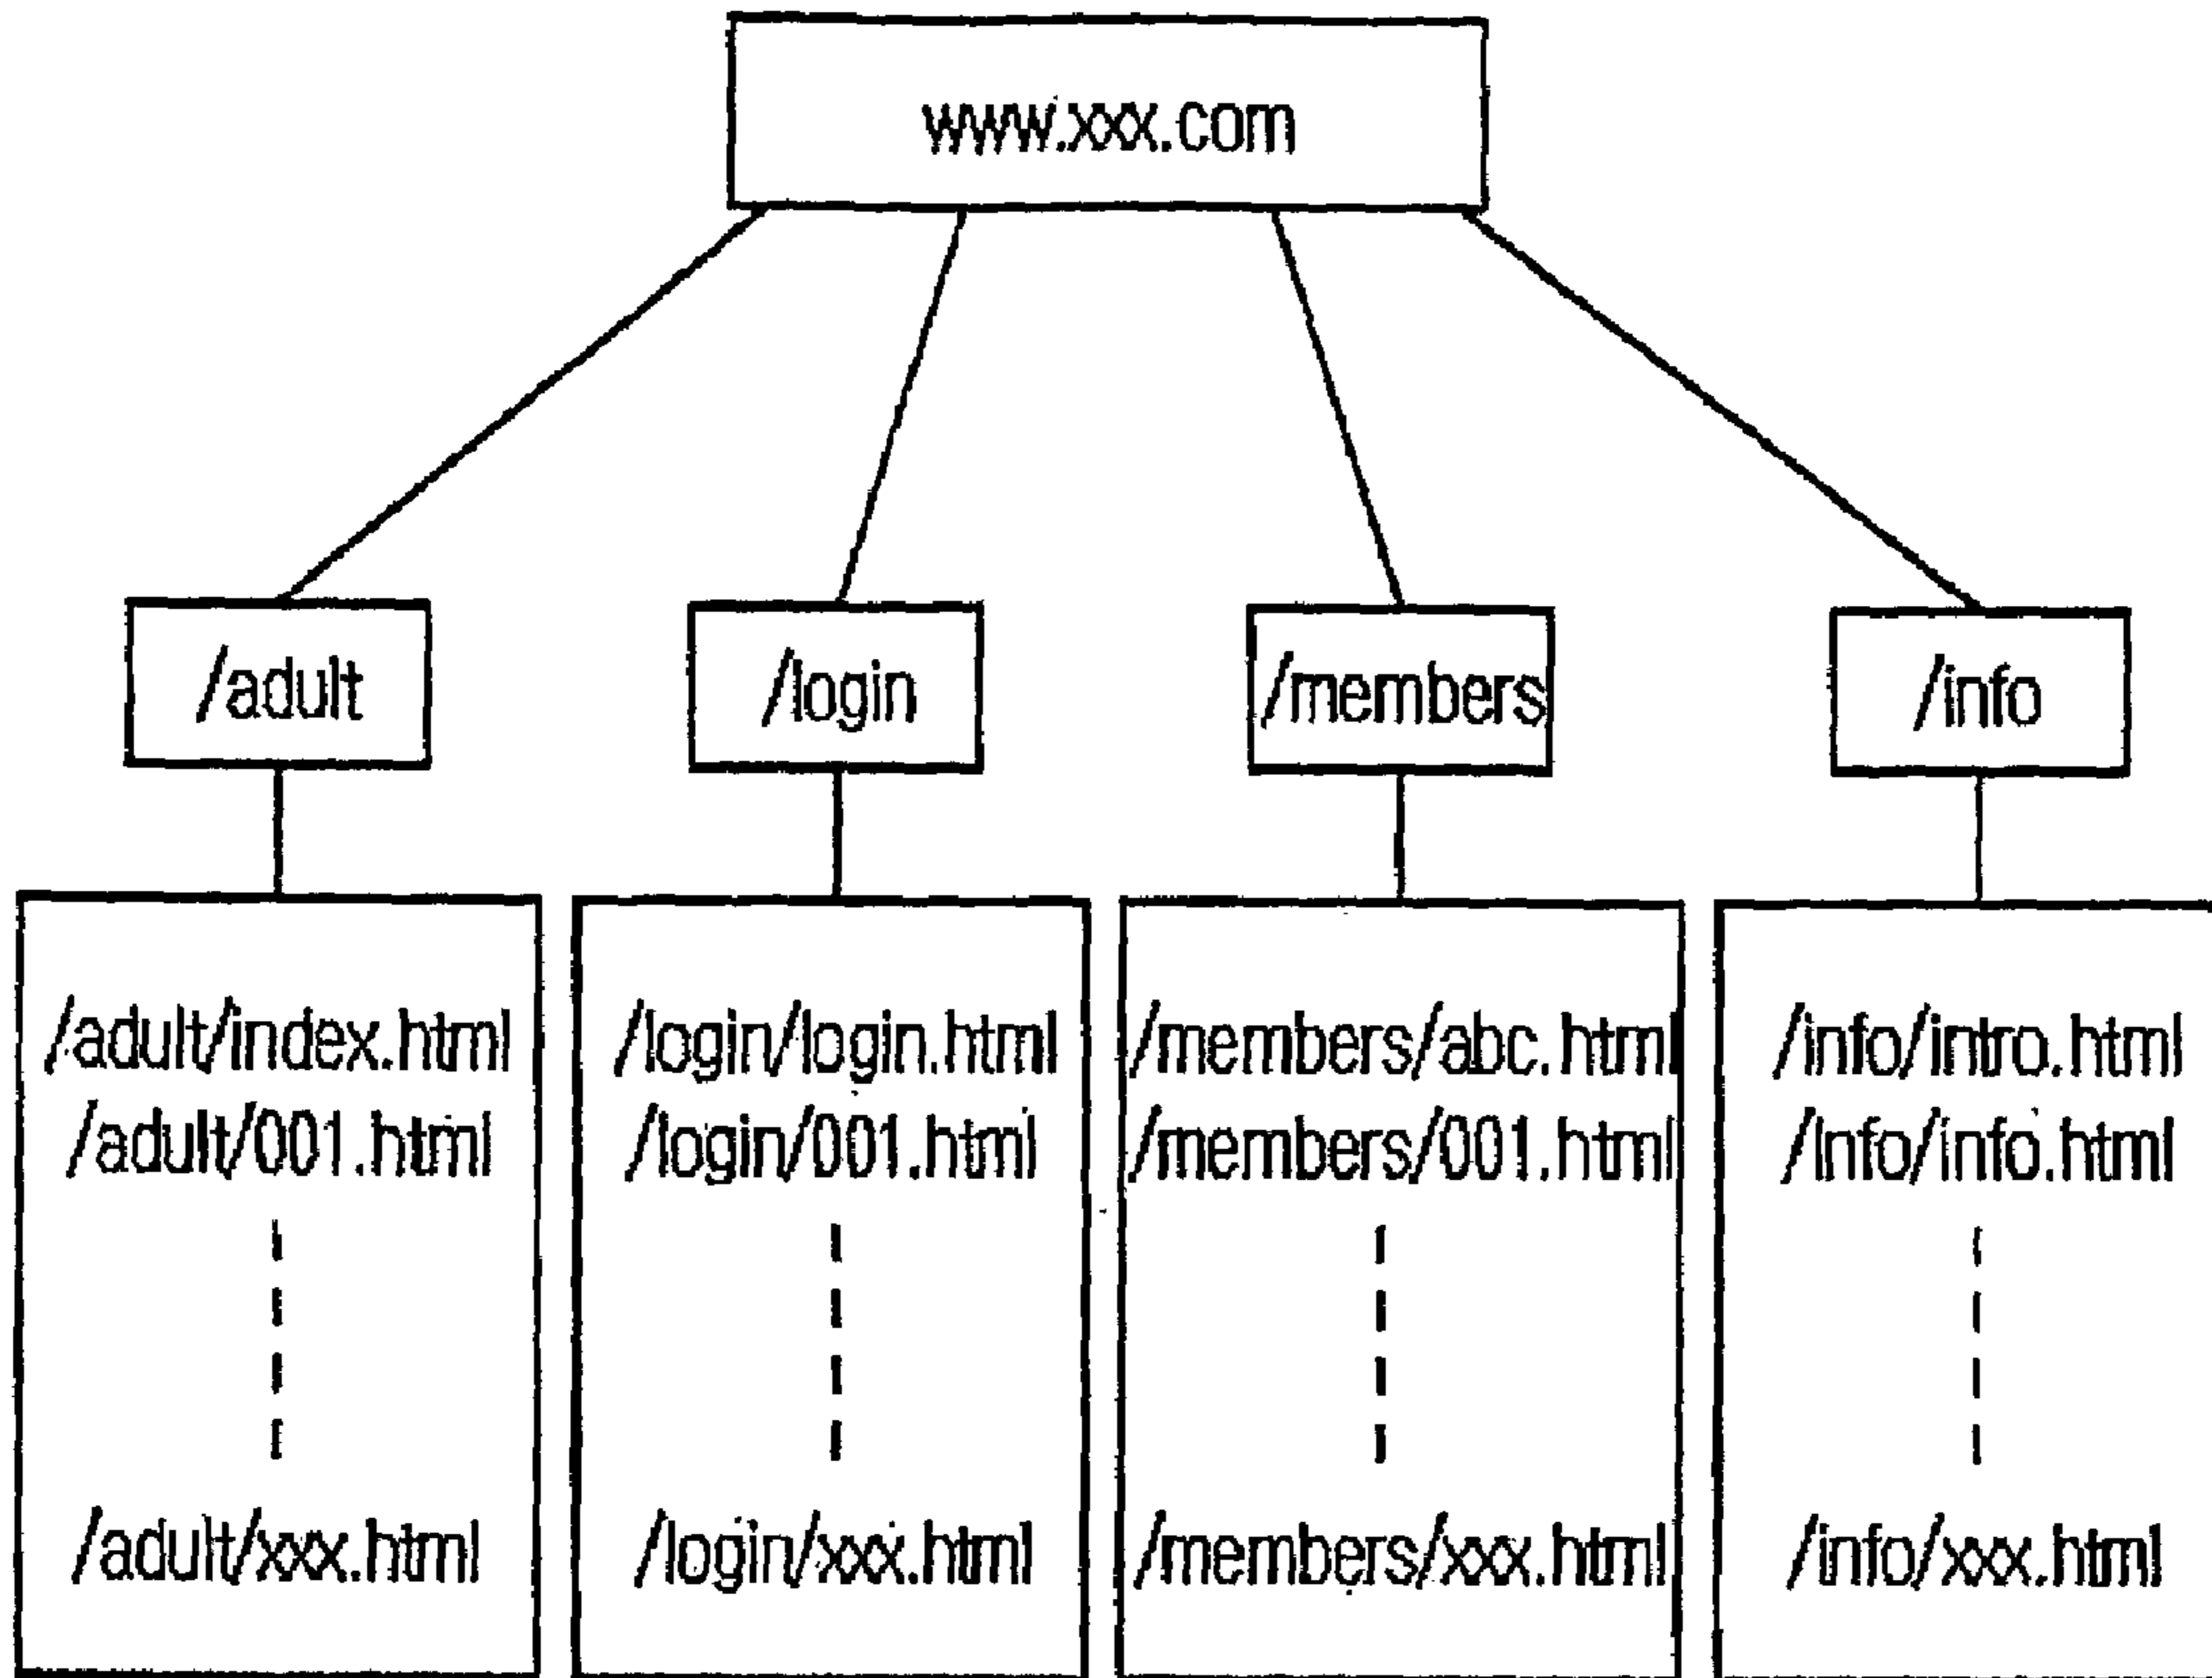 www.xxx.com
/adult
/login
/members
/info
/adult/index.html
/adult/001.html
/adult/xxx.html
/login/login.html
/login/001.html
/login/xxx.html
/members/abc.html
/members/001.html
/members/xxx.html
/info/intro.html
/Info/info.html
/info/xxx.html